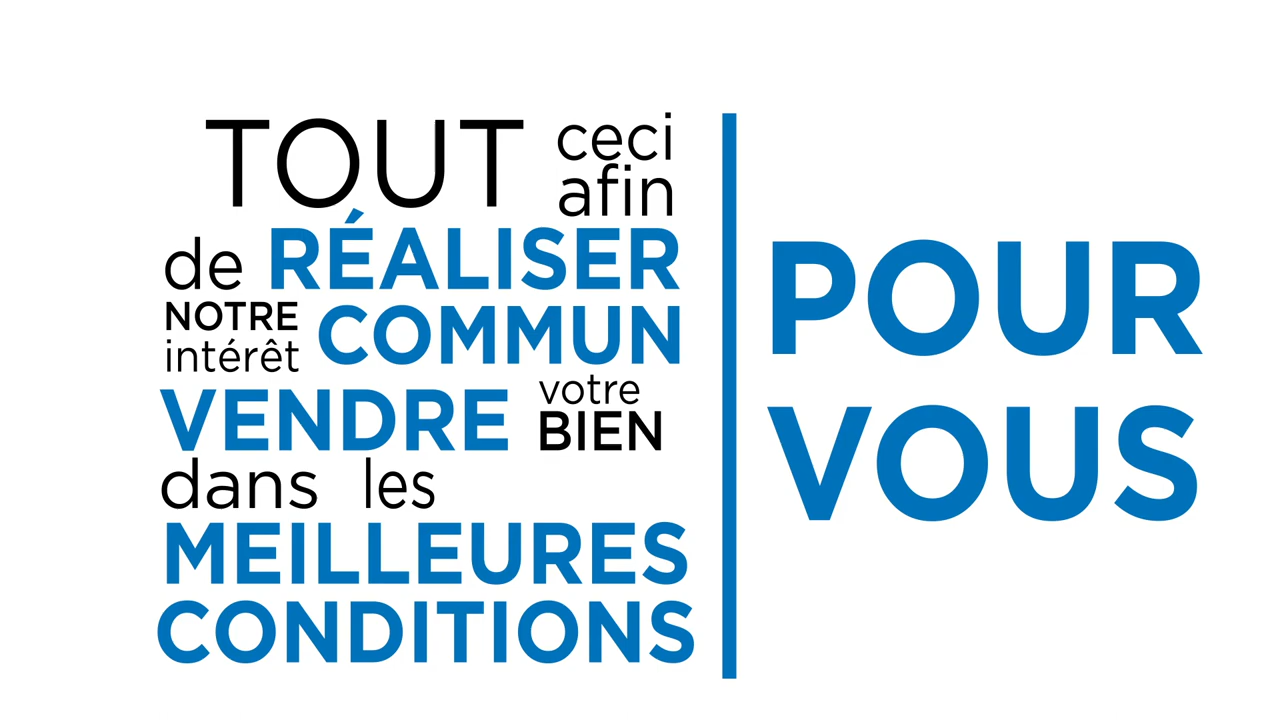 TOUT ceci afin
de RÉALISER
NOTRE intérêt COMMUN
VENDRE votre BIEN
dans les
MEILLEURES
CONDITIONS
POUR
VOUS